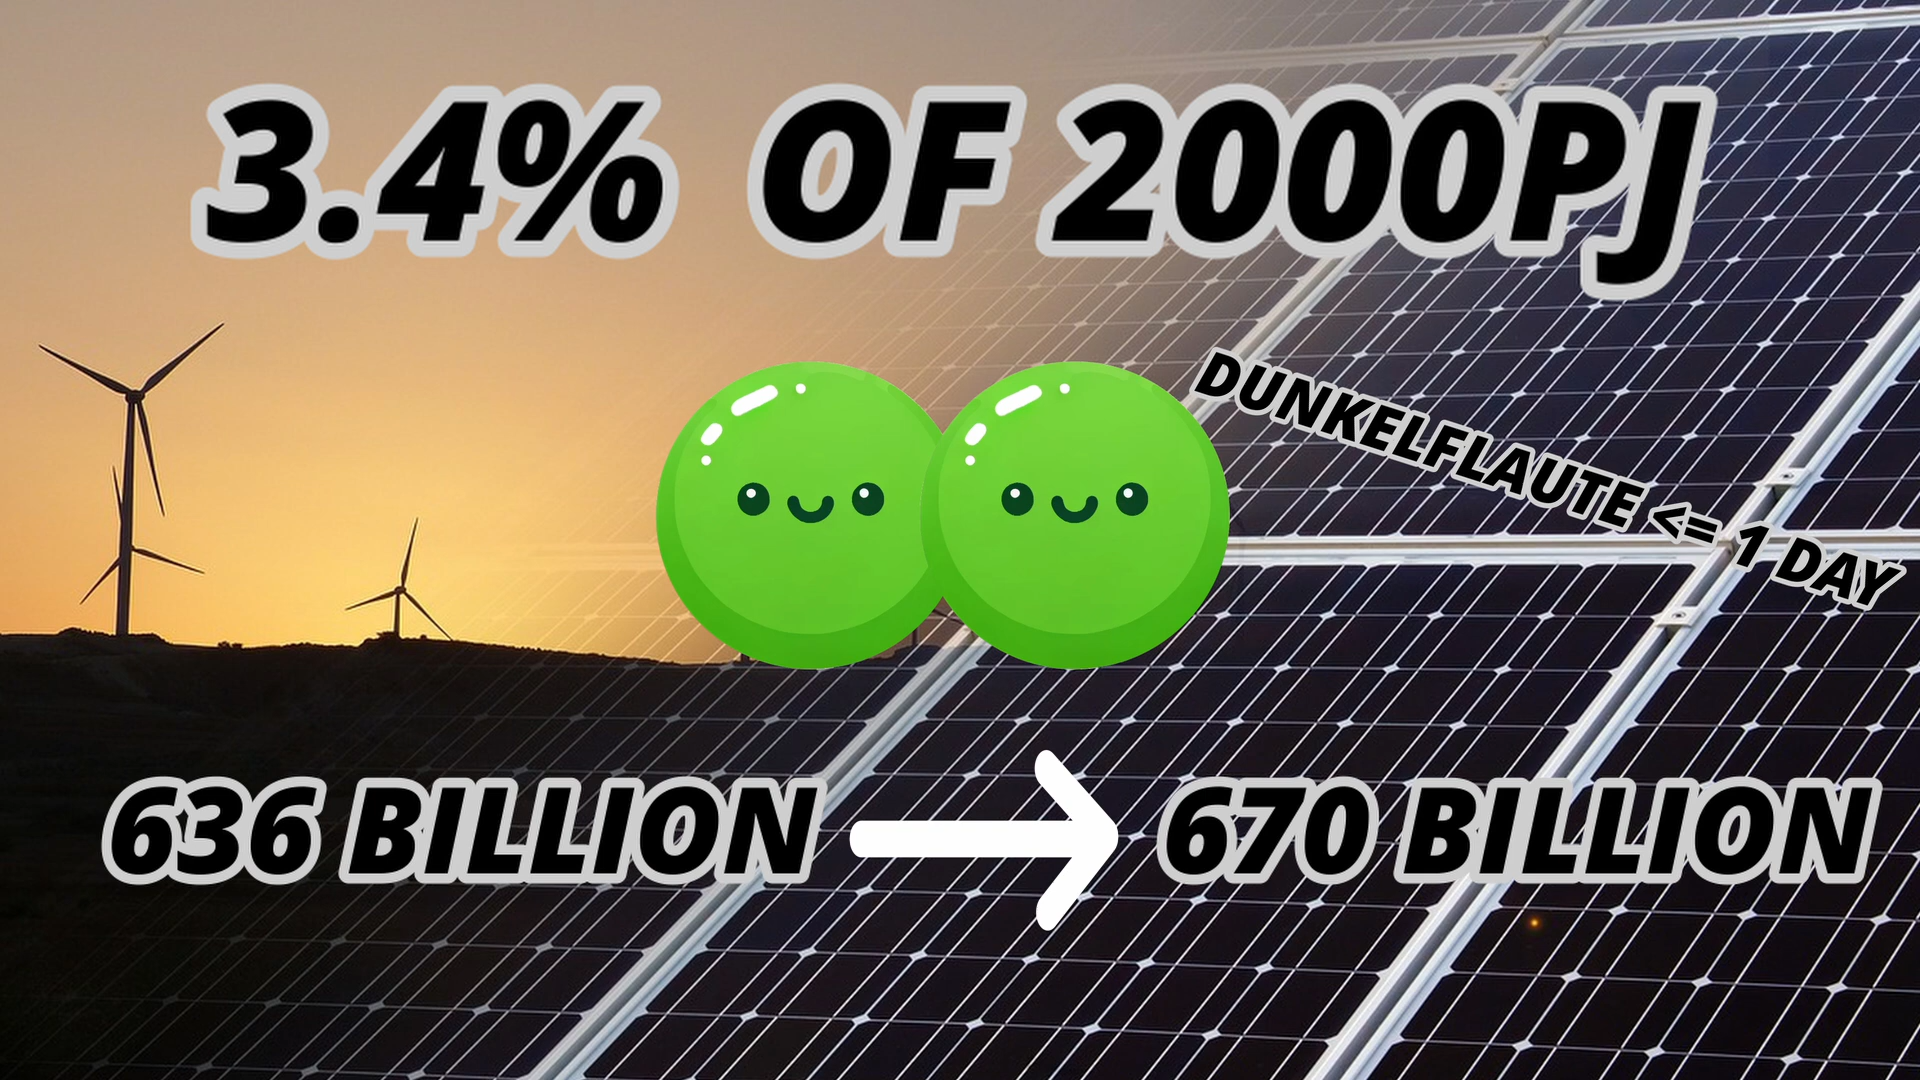 3.4% OF 2000PJ
DUNKELFLAUTE <= 1 DAY
636 BILLION → 670 BILLION